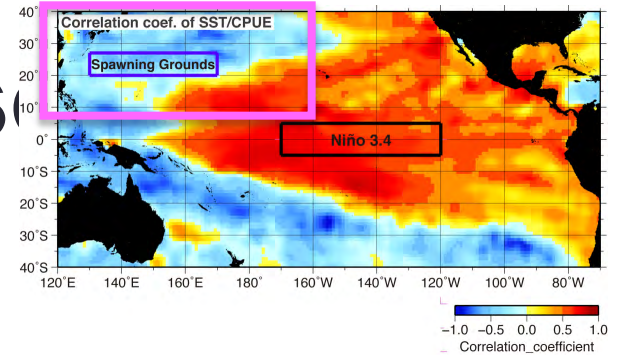 Correlation coef. of SST/CPUE
Spawning Grounds
Niño 3.4
40˚
30˚
20˚
10˚
0˚
10˚S
20˚S
30˚S
40˚S
120˚E 140˚E 160˚E 180˚ 160˚W 140˚W 120˚W 100˚W 80˚W
−1.0 −0.5 0.0 0.5 1.0
Correlation_coefficient